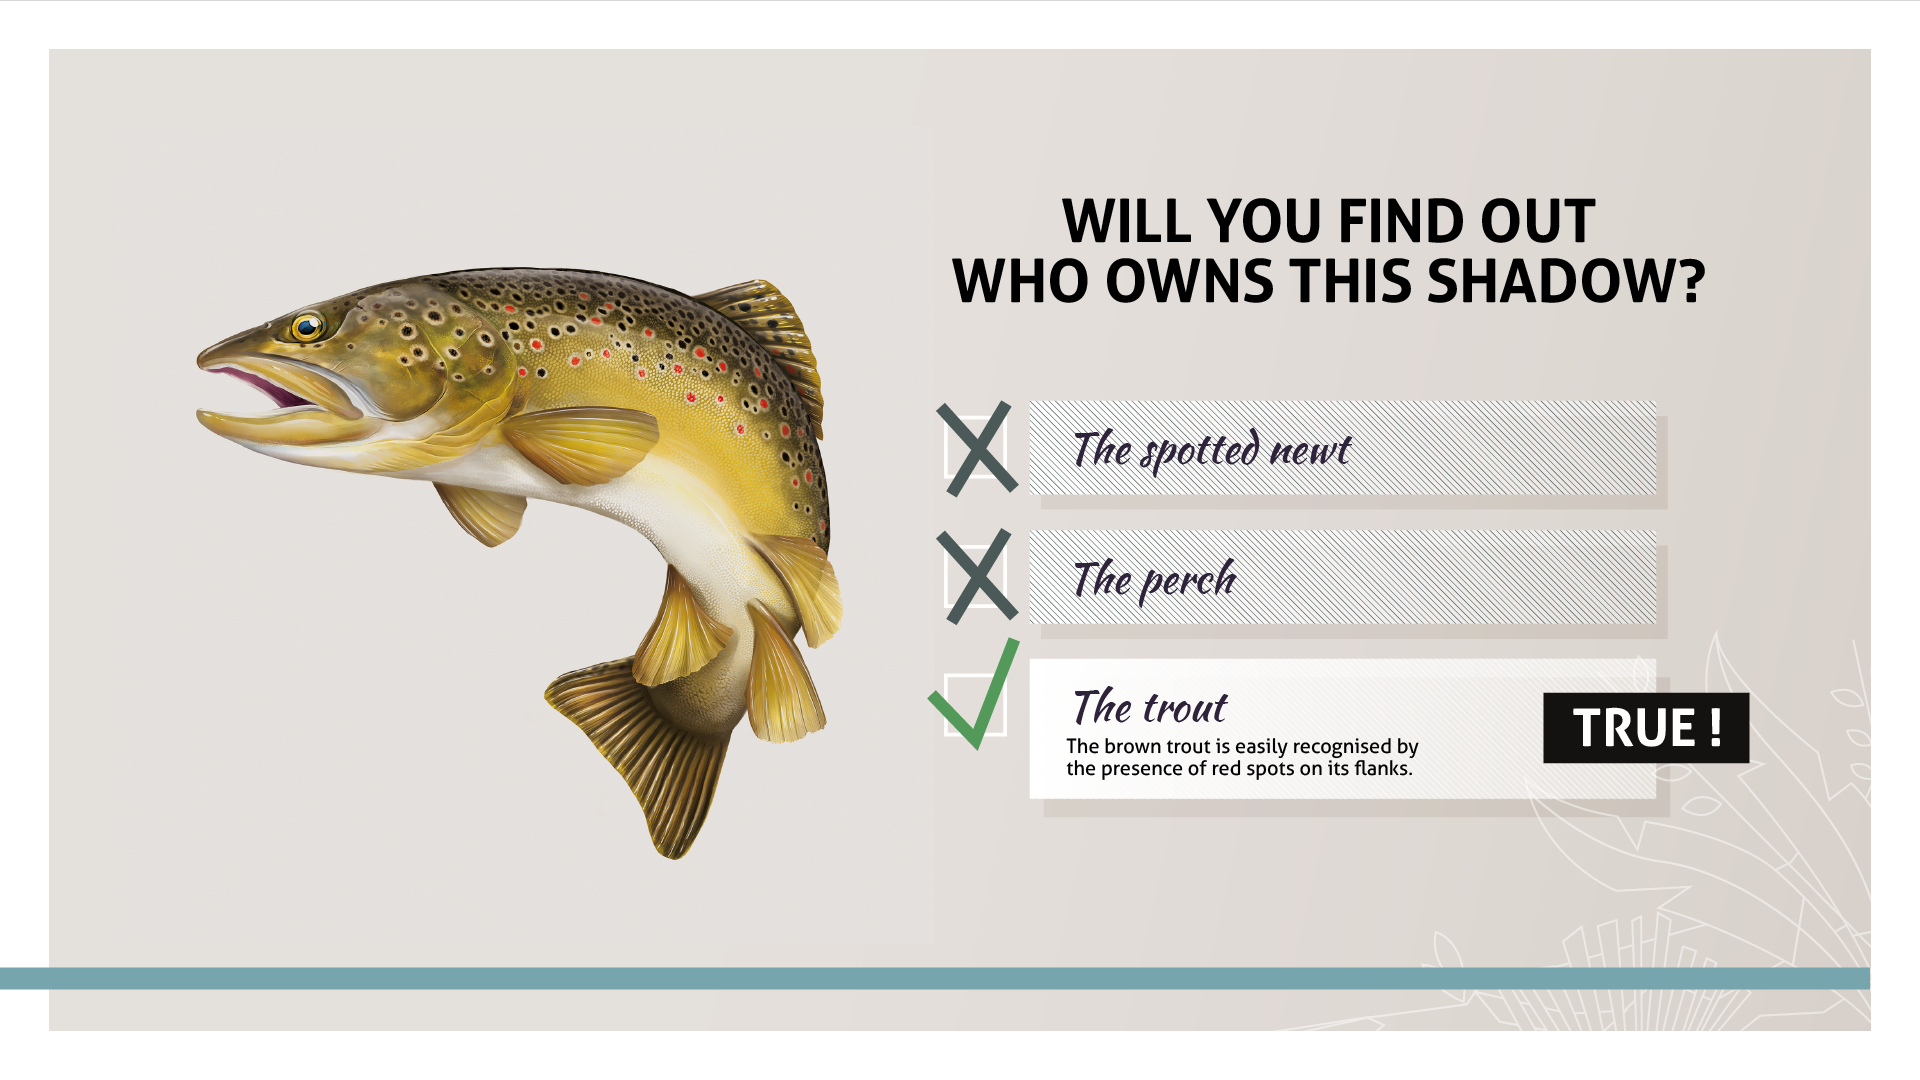 WILL YOU FIND OUT
WHO OWNS THIS SHADOW?
The spotted newt
The perch
The trout
The brown trout is easily recognised by
the presence of red spots on its flanks.
TRUE !